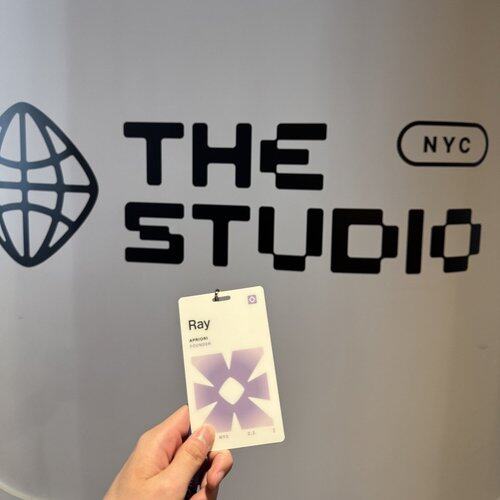 THE
NYC
STUDIO
Ray
APRIORI
FOUNDER
NYC